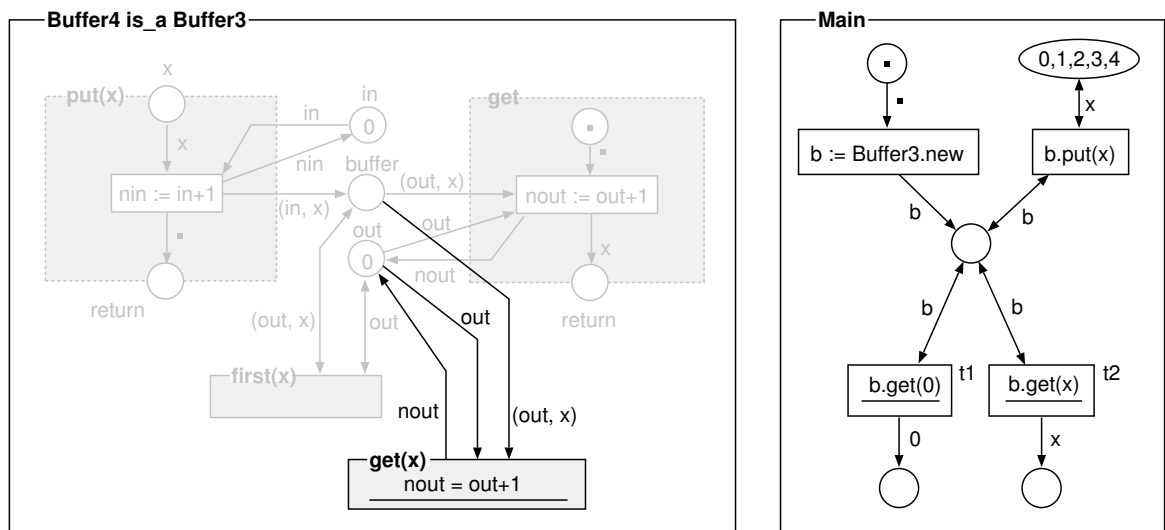 Buffer4 is_a Buffer3
x
put(x)
x
in
in
0
nin
nin := in+1
(in, x)
return
buffer
(out, x)
get
nout := out+1
out
out
0
nout
x
return
(out, x)
out
first(x)
out
nout
(out, x)
get(x)
nout = out+1
Main
0,1,2,3,4
x
b := Buffer3.new
b.put(x)
b
b
b
b
b.get(0)
t1
b.get(x)
t2
0
x